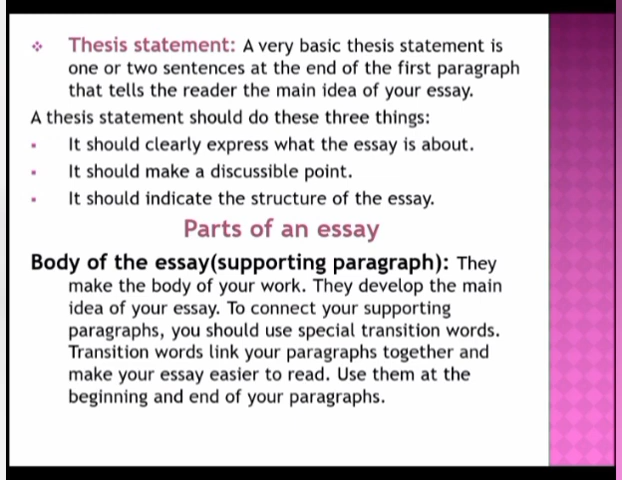 Thesis statement: A very basic thesis statement is
one or two sentences at the end of the first paragraph
that tells the reader the main idea of your essay.
A thesis statement should do these three things:
It should clearly express what the essay is about.
It should make a discussible point.
It should indicate the structure of the essay.
Parts of an essay
Body of the essay(supporting paragraph): They
make the body of your work. They develop the main
idea of your essay. To connect your supporting
paragraphs, you should use special transition words.
Transition words link your paragraphs together and
make your essay easier to read. Use them at the
beginning and end of your paragraphs.